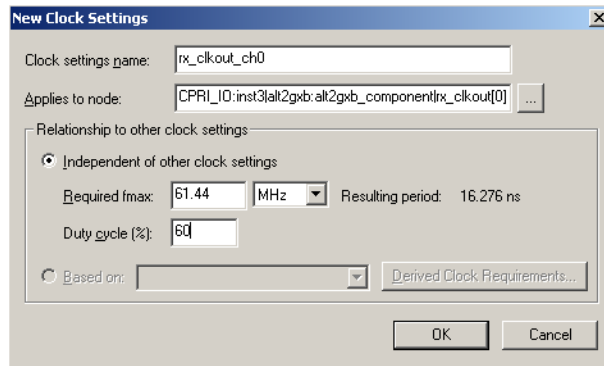 New Clock Settings
Clock settings name: rx_clkout_ch0
Applies to node: CPRI_IO:inst3|alt2gxb:alt2gxb_component|rx_clkout[0] ...
Relationship to other clock settings
Independent of other clock settings
Required fmax: 61.44 MHz Resulting period: 16.276 ns
Duty cycle (%): 60
Based on: Derived Clock Requirements...
OK Cancel